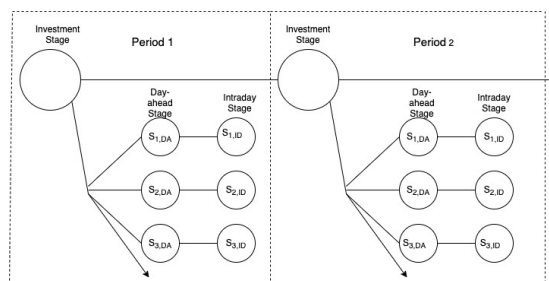 Investment
Stage
Period 1
Day-
ahead
Stage
Intraday
Stage
S1,DA
S1,ID
S2,DA
S2,ID
S3,DA
S3,ID
Investment
Stage
Period 2
Day-
ahead
Stage
Intraday
Stage
S1,DA
S1,ID
S2,DA
S2,ID
S3,DA
S3,ID